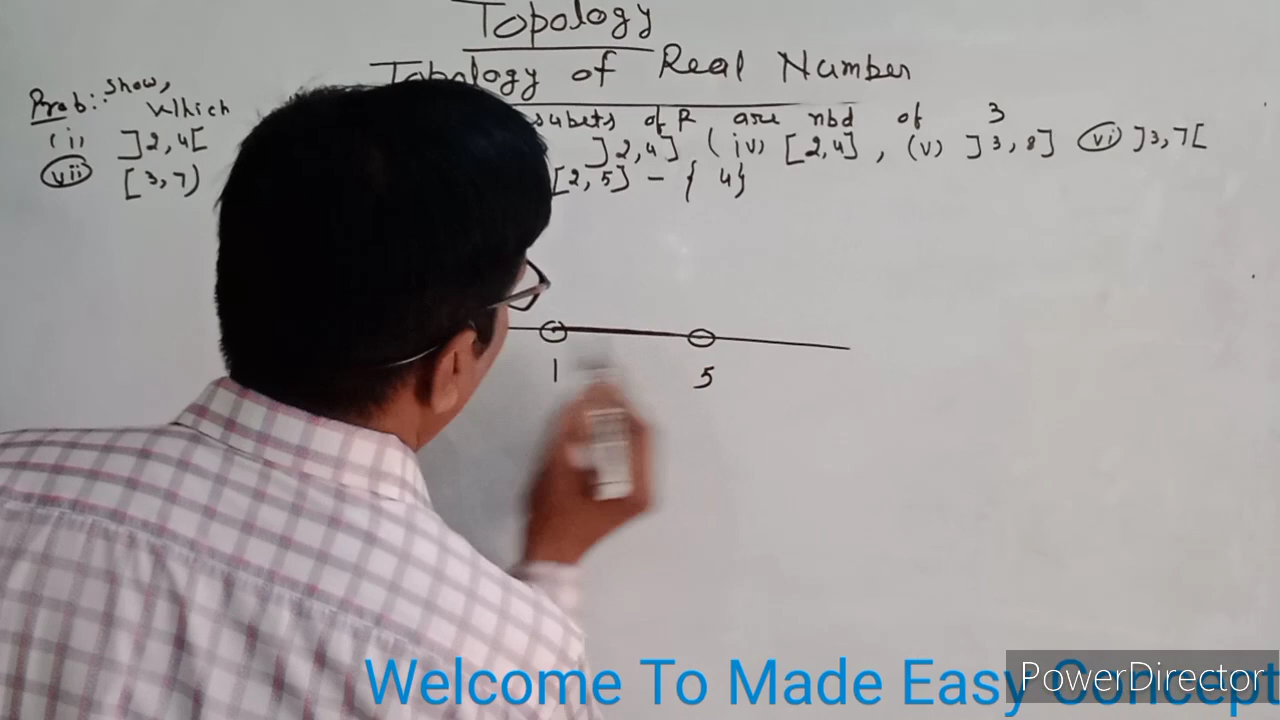 Topology
Topology of Real Number
Prob:- Show, Which subets of R are nbd of 3
(i) ]2,4[ ]2,4] (iv) [2,4] , (v) ]3,8] (vi) ]3,7[
(vii) [3,7) [2,5] - { 4}
1 5
Welcome To Made Easy Concept
PowerDirector